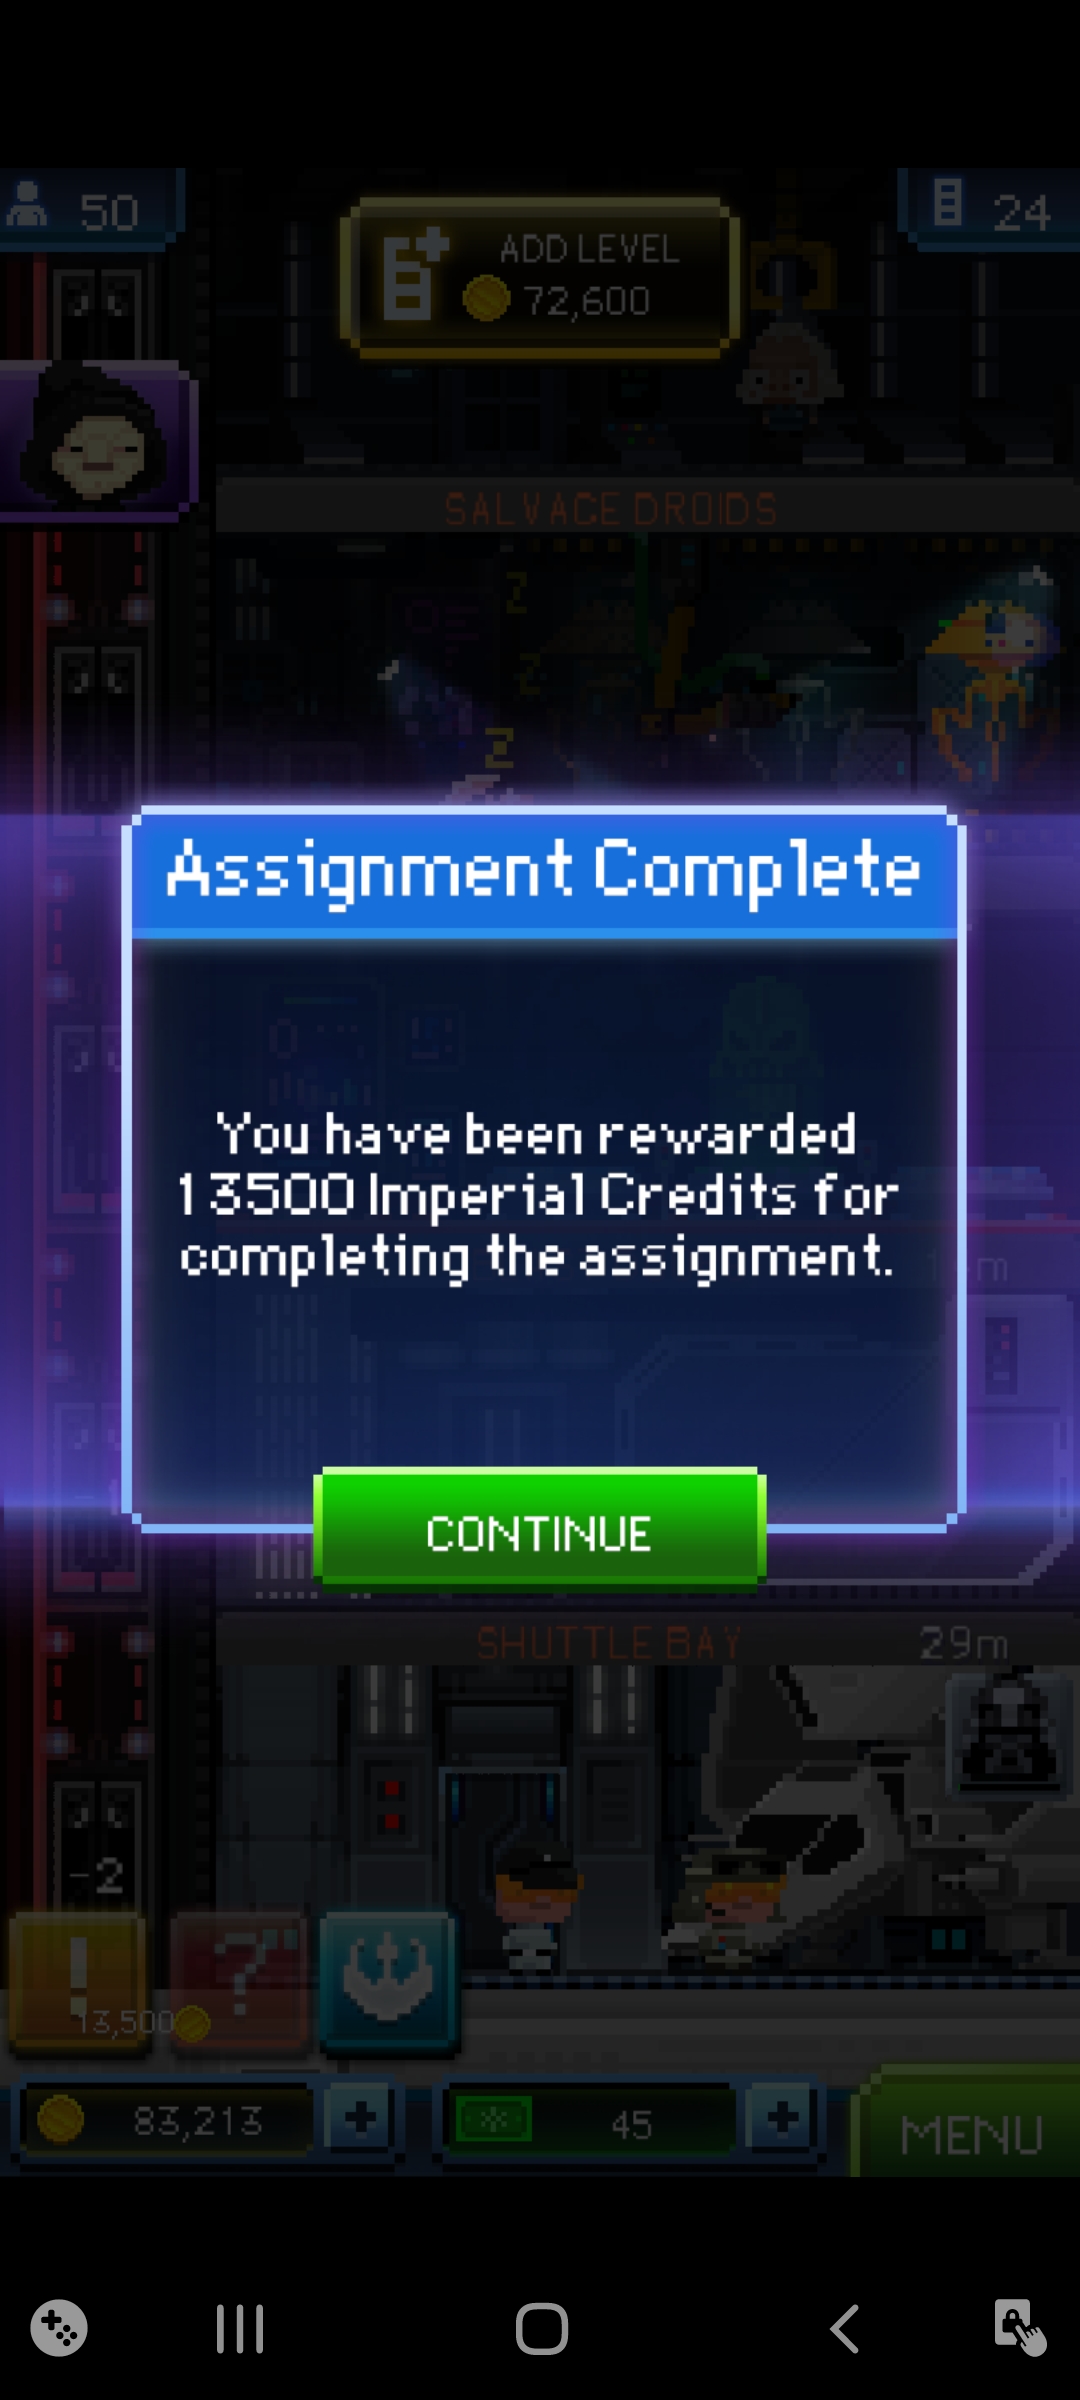 50
ADD LEVEL
72,600
24
SALVAGE DROIDS
Z
Z
Z
Assignment Complete
You have been rewarded
13500 Imperial Credits for
completing the assignment.
CONTINUE
SHUTTLE BAY 29m
-2
! ?
13,500
83,213 + 45 +
MENU